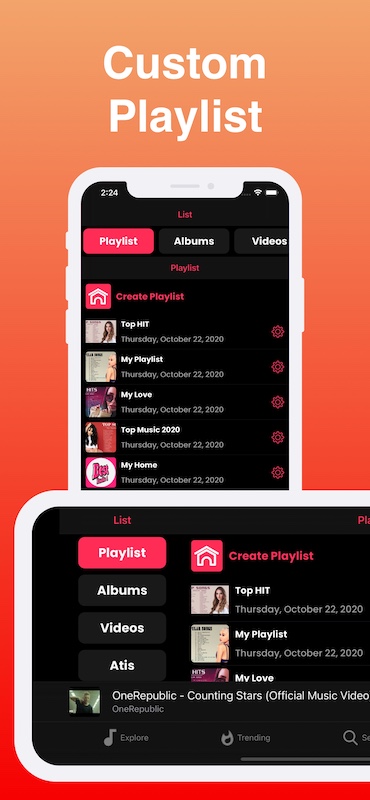 Custom
Playlist
2:24
List
Playlist
Albums
Videos
Playlist
Create Playlist
Top HIT
Thursday, October 22, 2020
My Playlist
Thursday, October 22, 2020
My Love
Thursday, October 22, 2020
Top Music 2020
Thursday, October 22, 2020
My Home
Thursday, October 22, 2020
List
Pla
Playlist
Create Playlist
Albums
Top HIT
Thursday, October 22, 2020
Videos
My Playlist
Thursday, October 22, 2020
Atis
My Love
OneRepublic - Counting Stars (Official Music Video
OneRepublic
Explore
Trending
Se